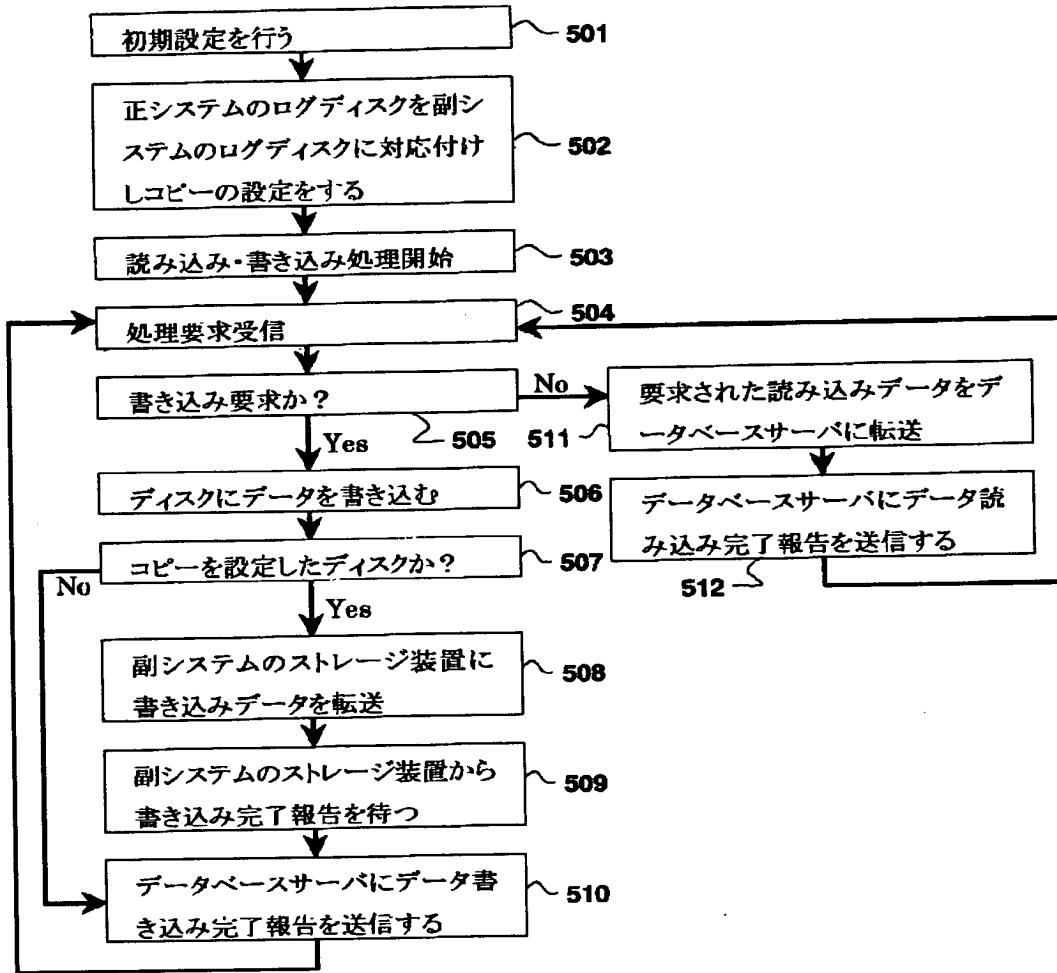 初期設定を行う
501
正システムのログディスクを副シ
ステムのログディスクに対応付け
しコピーの設定をする
502
読み込み・書き込み処理開始
503
処理要求受信
504
書き込み要求か?
505
No
Yes
要求された読み込みデータをデ
ータベースサーバに転送
511
データベースサーバにデータ読
み込み完了報告を送信する
512
ディスクにデータを書き込む
506
コピーを設定したディスクか?
507
No
Yes
副システムのストレージ装置に
書き込みデータを転送
508
副システムのストレージ装置から
書き込み完了報告を待つ
509
データベースサーバにデータ書
き込み完了報告を送信する
510